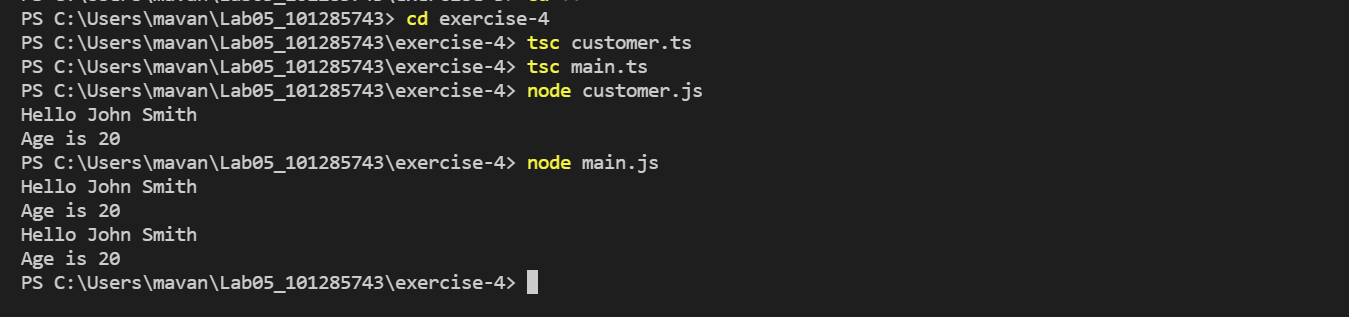 PS C:\Users\mavan\Lab05_101285743> cd exercise-4
PS C:\Users\mavan\Lab05_101285743\exercise-4> tsc customer.ts
PS C:\Users\mavan\Lab05_101285743\exercise-4> tsc main.ts
PS C:\Users\mavan\Lab05_101285743\exercise-4> node customer.js
Hello John Smith
Age is 20
PS C:\Users\mavan\Lab05_101285743\exercise-4> node main.js
Hello John Smith
Age is 20
Hello John Smith
Age is 20
PS C:\Users\mavan\Lab05_101285743\exercise-4>